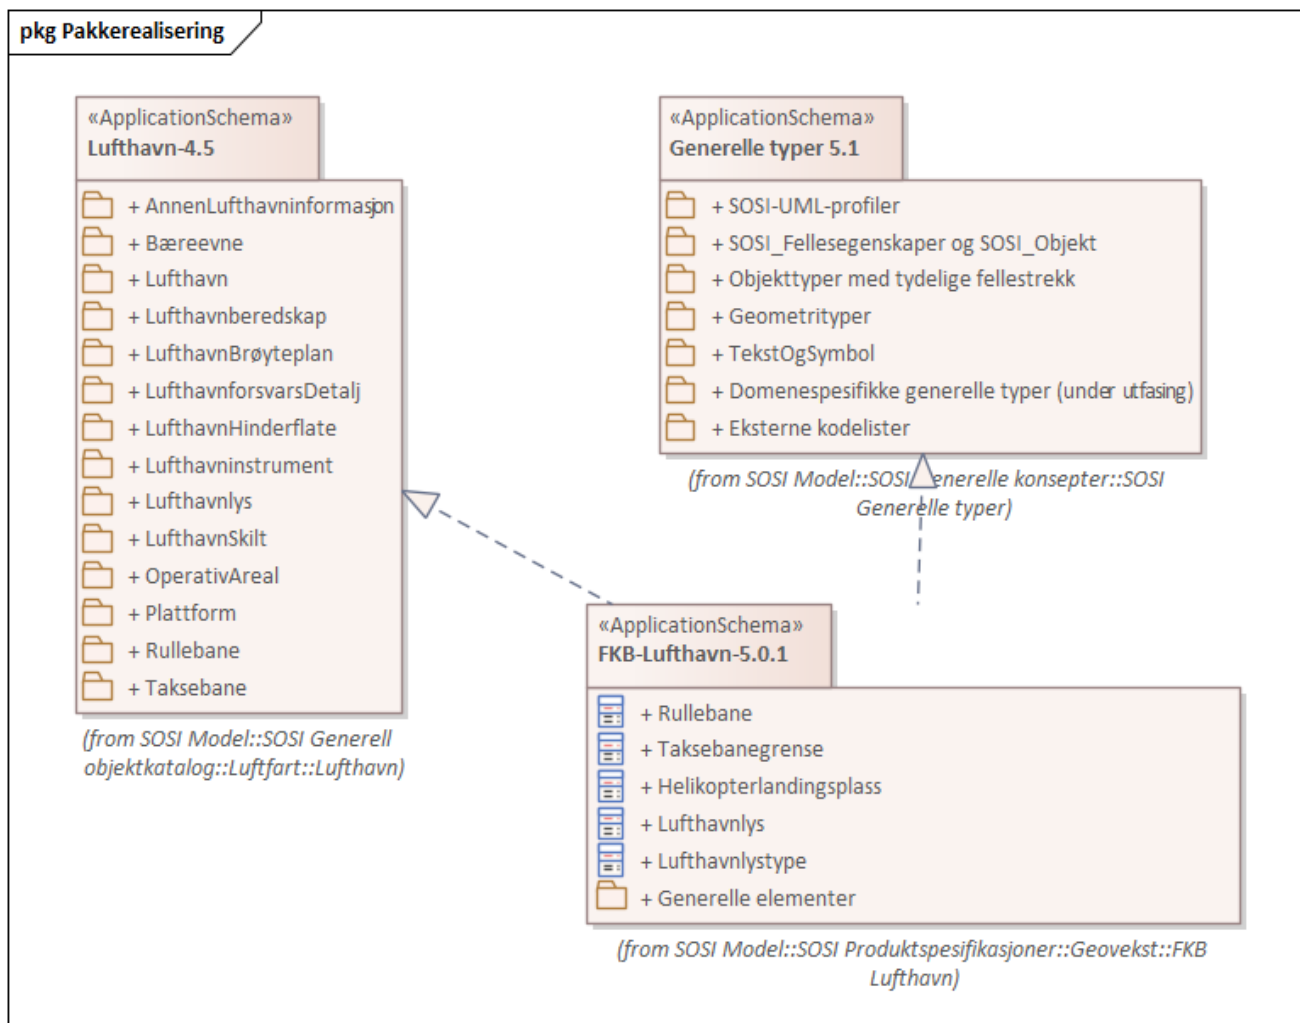 pkg Pakkerealisering
«ApplicationSchema»
Lufthavn-4.5
+ AnnenLufthavninformasjon
+ Bæreevne
+ Lufthavn
+ Lufthavnberedskap
+ LufthavnBrøyteplan
+ LufthavnforsvarsDetalj
+ LufthavnHinderflate
+ Lufthavninstrument
+ Lufthavnlys
+ LufthavnSkilt
+ OperativAreal
+ Plattform
+ Rullebane
+ Taksebane
(from SOSI Model::SOSI Generell
objektkatalog::Luftfart::Lufthavn)
«ApplicationSchema»
Generelle typer 5.1
+ SOSI-UML-profiler
+ SOSI_Fellesegenskaper og SOSI_Objekt
+ Objekttyper med tydelige fellestrekk
+ Geometrityper
+ TekstOgSymbol
+ Domenespesifikke generelle typer (under utfasing)
+ Eksterne kodelister
(from SOSI Model::SOSI Generelle konsepter::SOSI
Generelle typer)
«ApplicationSchema»
FKB-Lufthavn-5.0.1
+ Rullebane
+ Taksebanegrense
+ Helikopterlandingsplass
+ Lufthavnlys
+ Lufthavnlystype
+ Generelle elementer
(from SOSI Model::SOSI Produktspesifikasjoner::Geovekst::FKB
Lufthavn)